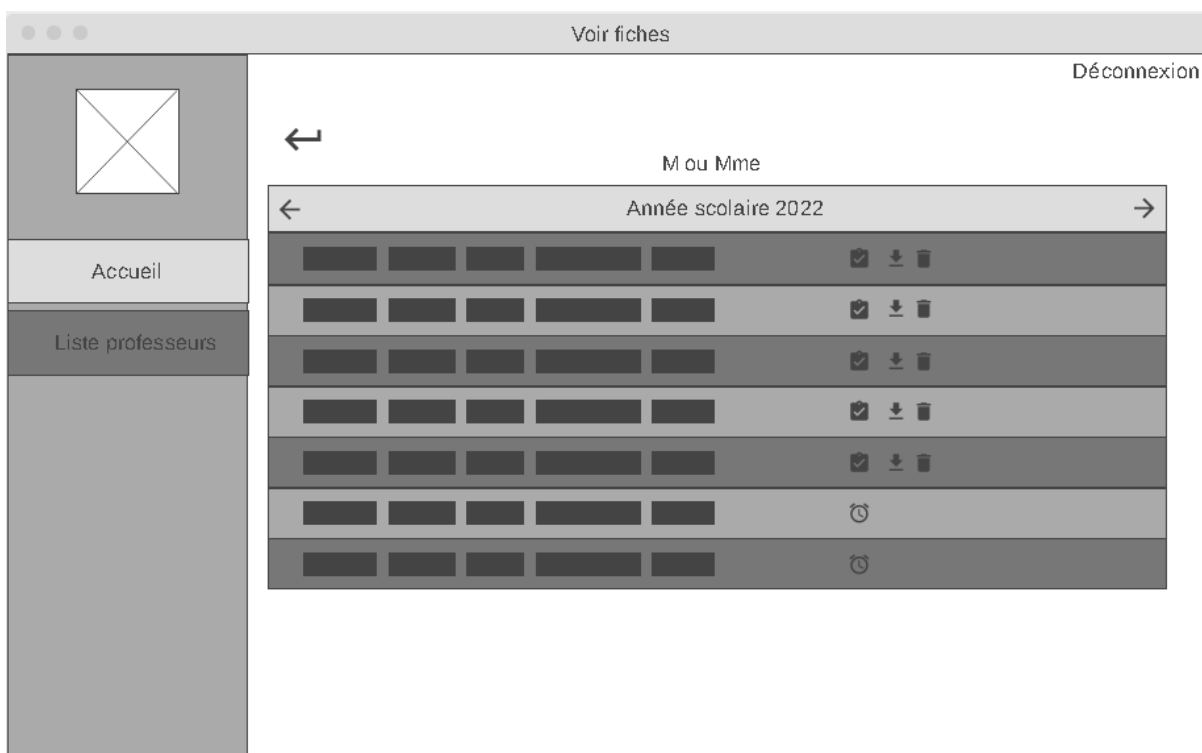 Voir fiches
Déconnexion
M ou Mme
Année scolaire 2022
Accueil
Liste professeurs